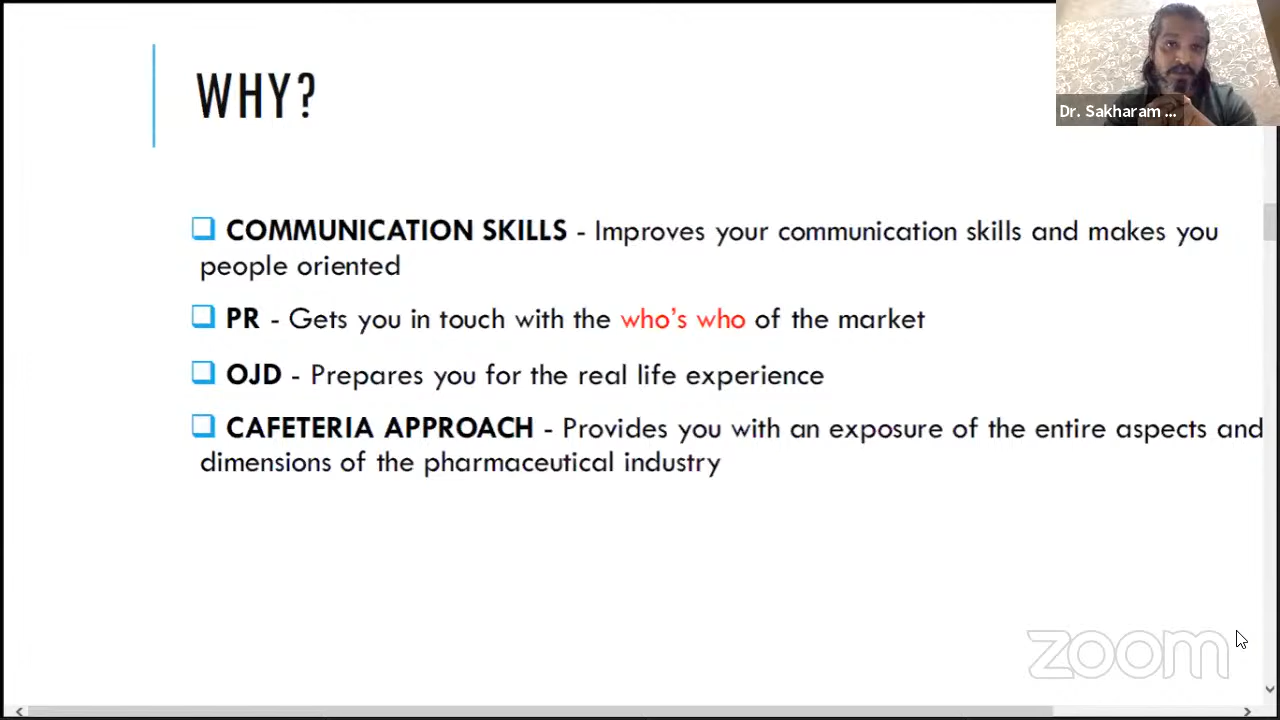 WHY?
Dr. Sakharam ...
COMMUNICATION SKILLS - Improves your communication skills and makes you
people oriented
PR - Gets you in touch with the who's who of the market
OJD - Prepares you for the real life experience
CAFETERIA APPROACH - Provides you with an exposure of the entire aspects and
dimensions of the pharmaceutical industry
zoom